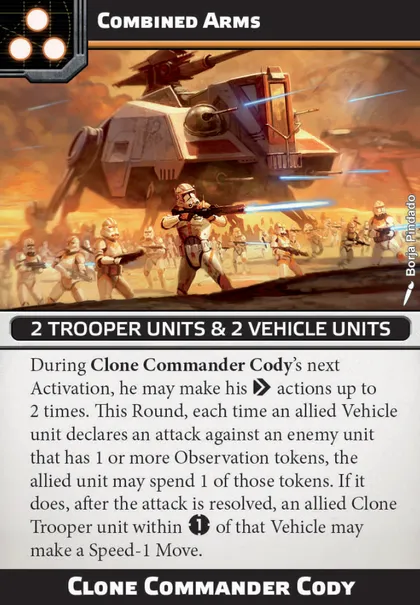 Combined Arms
Borja Pindado
2 TROOPER UNITS & 2 VEHICLE UNITS
During Clone Commander Cody's next
Activation, he may make his actions up to
2 times. This Round, each time an allied Vehicle
unit declares an attack against an enemy unit
that has 1 or more Observation tokens, the
allied unit may spend 1 of those tokens. If it
does, after the attack is resolved, an allied Clone
Trooper unit within 1 of that Vehicle may
make a Speed-1 Move.
Clone Commander Cody